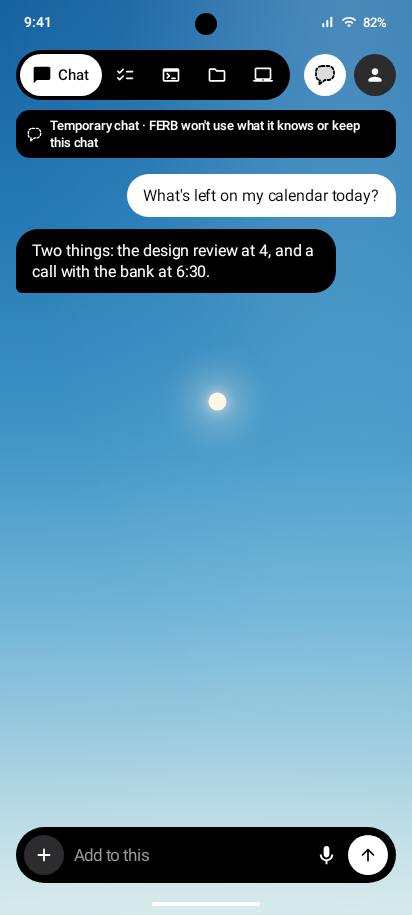 9:41
82%
Chat
Temporary chat · FERB won't use what it knows or keep
this chat
What's left on my calendar today?
Two things: the design review at 4, and a
call with the bank at 6:30.
Add to this